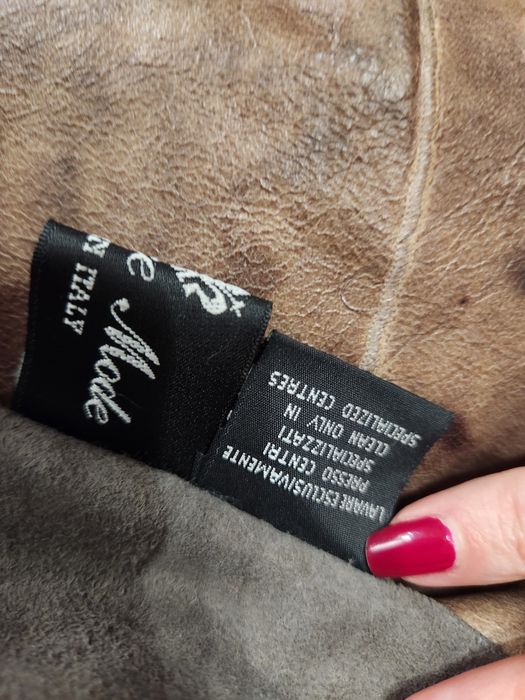 e Mode
N ITALY
LAVARE ESCLUSIVAMENTE
PRESSO CENTRI
SPECIALIZZATI
CLEAN ONLY IN
SPECIALIZED CENTRES